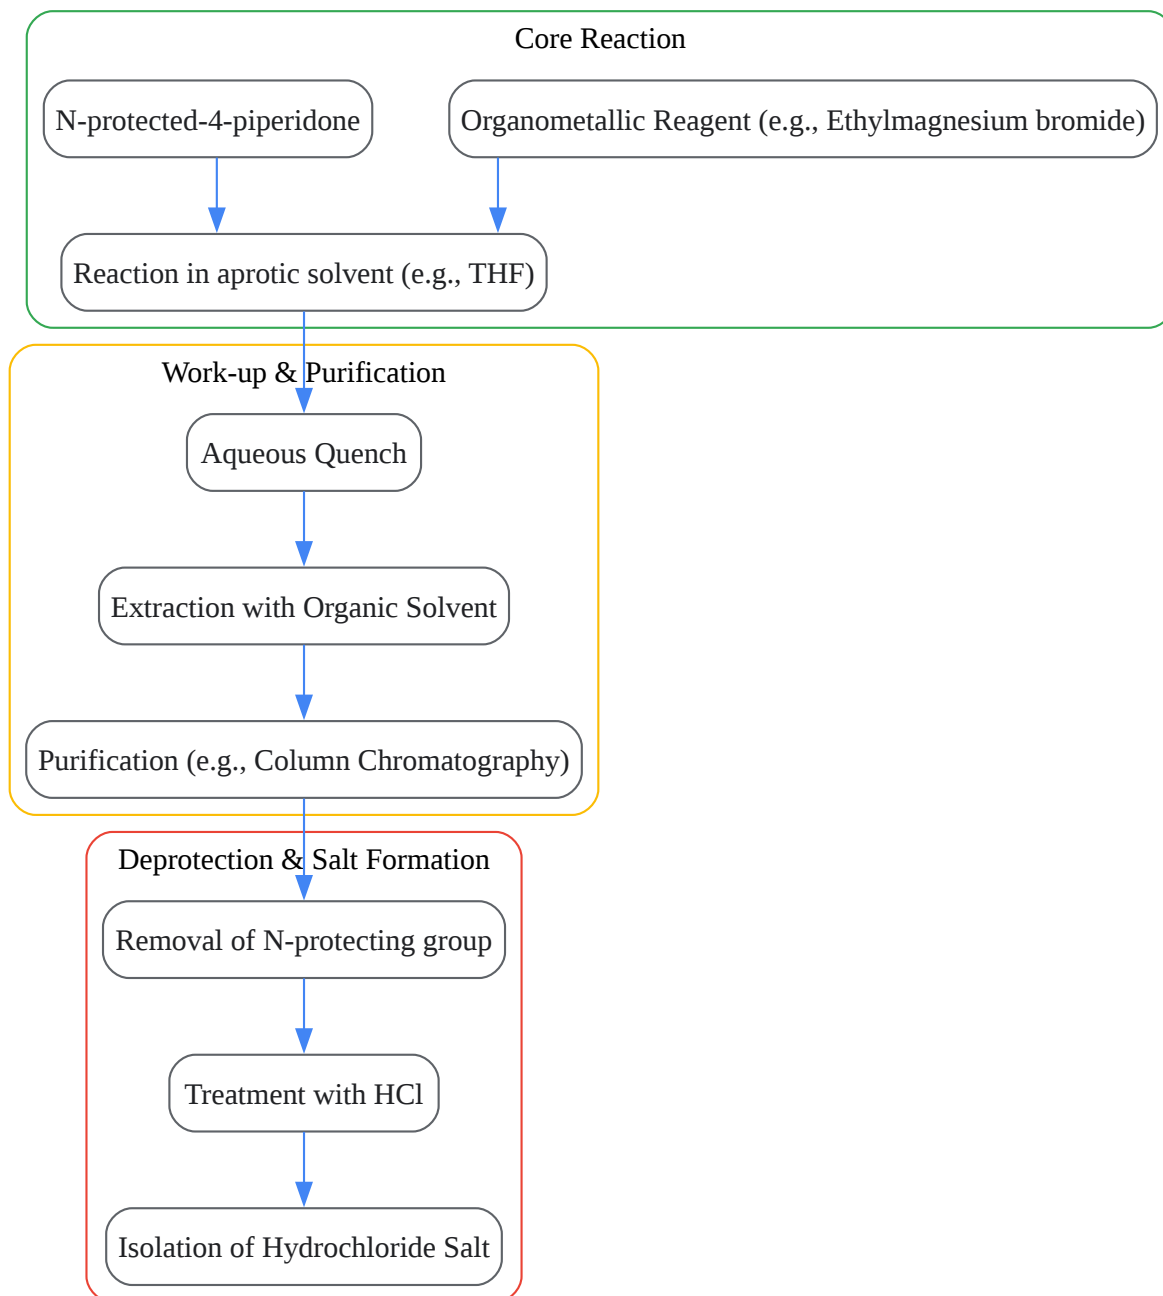 Core Reaction
N-protected-4-piperidone
Organometallic Reagent (e.g., Ethylmagnesium bromide)
Reaction in aprotic solvent (e.g., THF)
Work-up & Purification
Aqueous Quench
Extraction with Organic Solvent
Purification (e.g., Column Chromatography)
Deprotection & Salt Formation
Removal of N-protecting group
Treatment with HCl
Isolation of Hydrochloride Salt